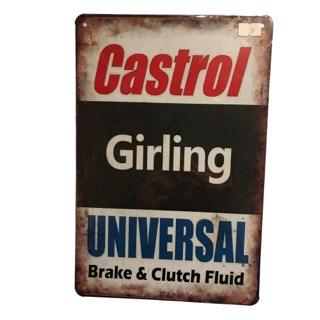 Castrol
Girling
UNIVERSAL
Brake & Clutch Fluid